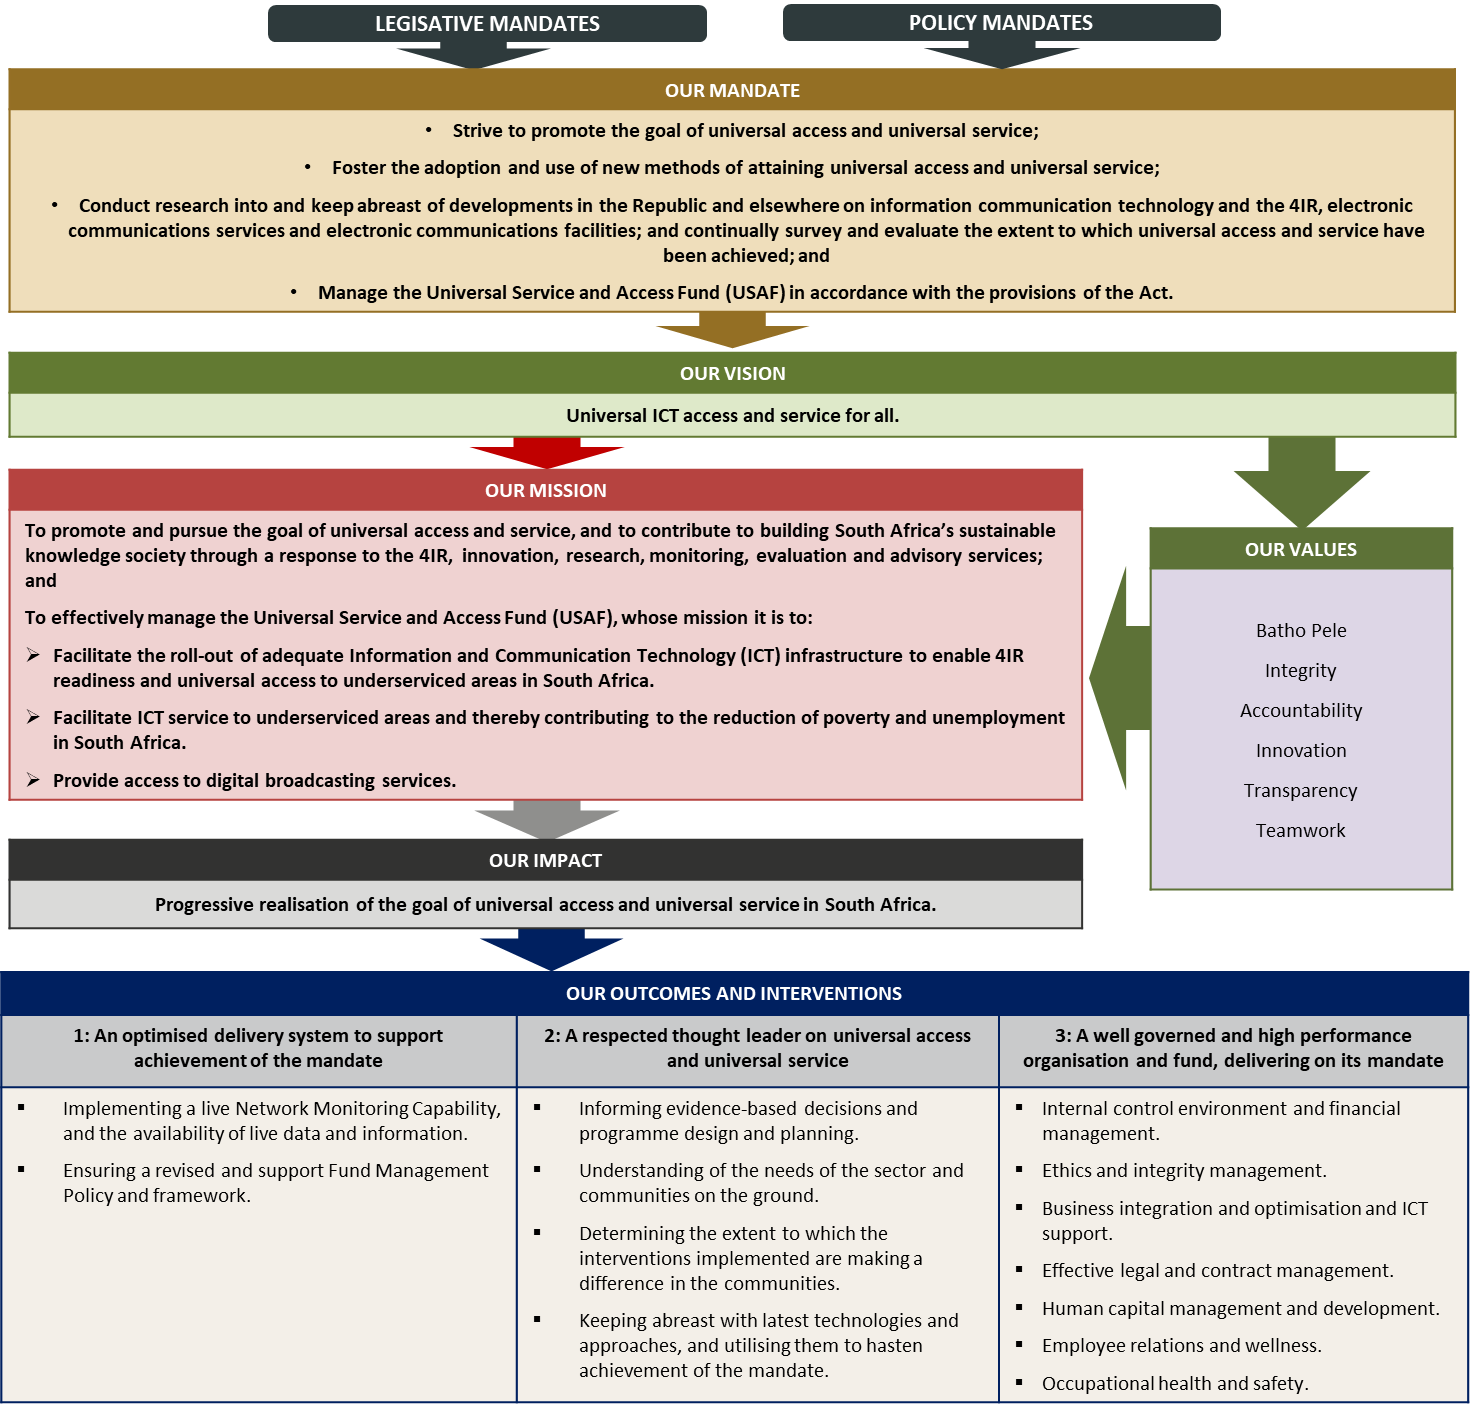 LEGISATIVE MANDATES
POLICY MANDATES
OUR MANDATE
• Strive to promote the goal of universal access and universal service;
• Foster the adoption and use of new methods of attaining universal access and universal service;
• Conduct research into and keep abreast of developments in the Republic and elsewhere on information communication technology and the 4IR, electronic
communications services and electronic communications facilities; and continually survey and evaluate the extent to which universal access and service have
been achieved; and
• Manage the Universal Service and Access Fund (USAF) in accordance with the provisions of the Act.
OUR VISION
Universal ICT access and service for all.
OUR MISSION
To promote and pursue the goal of universal access and service, and to contribute to building South Africa’s sustainable
knowledge society through a response to the 4IR, innovation, research, monitoring, evaluation and advisory services;
and
To effectively manage the Universal Service and Access Fund (USAF), whose mission it is to:
➢ Facilitate the roll-out of adequate Information and Communication Technology (ICT) infrastructure to enable 4IR
readiness and universal access to underserviced areas in South Africa.
➢ Facilitate ICT service to underserviced areas and thereby contributing to the reduction of poverty and unemployment
in South Africa.
➢ Provide access to digital broadcasting services.
OUR VALUES
Batho Pele
Integrity
Accountability
Innovation
Transparency
Teamwork
OUR IMPACT
Progressive realisation of the goal of universal access and universal service in South Africa.
OUR OUTCOMES AND INTERVENTIONS
1: An optimised delivery system to support
achievement of the mandate
▪ Implementing a live Network Monitoring Capability,
and the availability of live data and information.
▪ Ensuring a revised and support Fund Management
Policy and framework.
2: A respected thought leader on universal access
and universal service
▪ Informing evidence-based decisions and
programme design and planning.
▪ Understanding of the needs of the sector and
communities on the ground.
▪ Determining the extent to which the
interventions implemented are making a
difference in the communities.
▪ Keeping abreast with latest technologies and
approaches, and utilising them to hasten
achievement of the mandate.
3: A well governed and high performance
organisation and fund, delivering on its mandate
▪ Internal control environment and financial
management.
▪ Ethics and integrity management.
▪ Business integration and optimisation and ICT
support.
▪ Effective legal and contract management.
▪ Human capital management and development.
▪ Employee relations and wellness.
▪ Occupational health and safety.